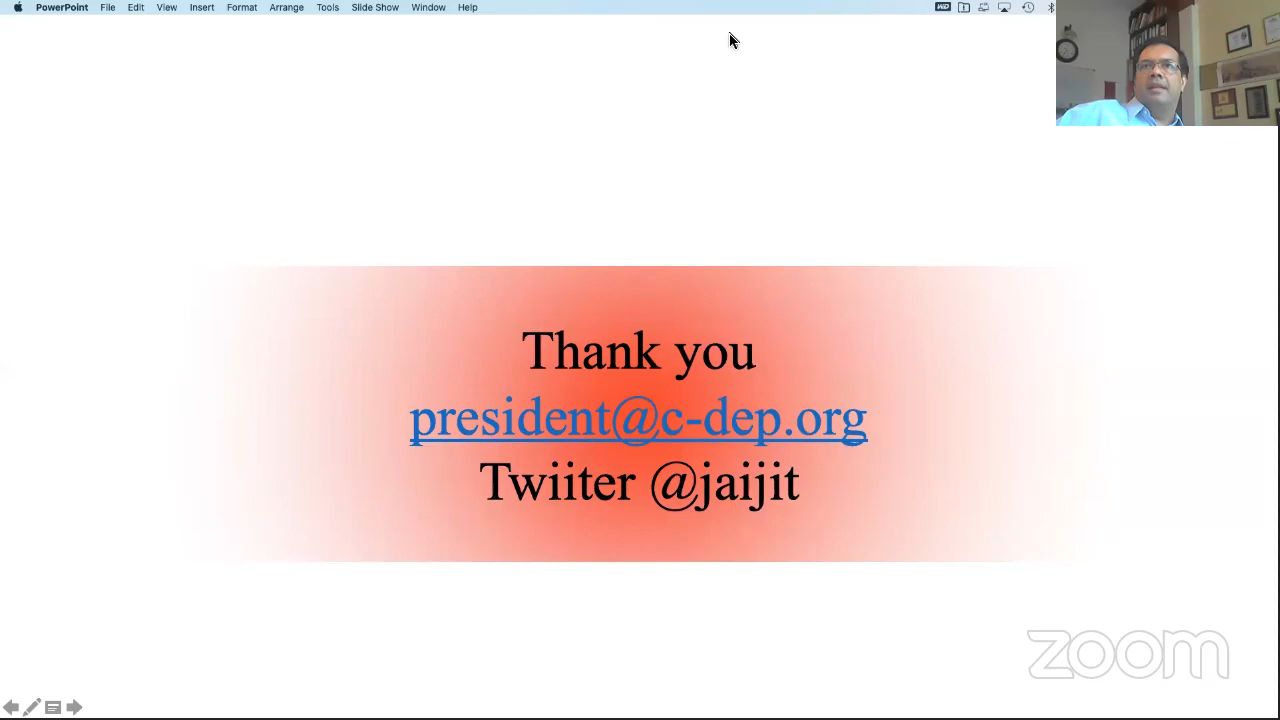 PowerPoint File Edit View Insert Format Arrange Tools Slide Show Window Help
Thank you
president@c-dep.org
Twiiter @jaijit
zoom